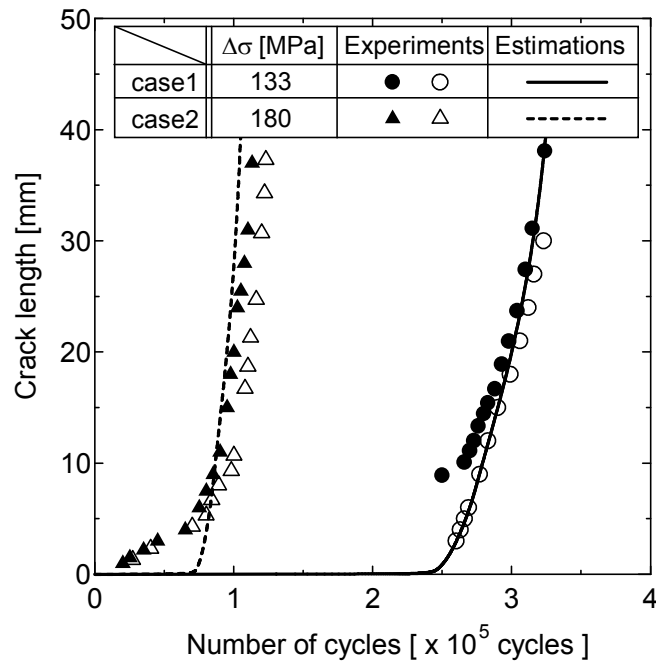 50
Δσ [MPa] Experiments Estimations
case1 133
case2 180
40
30
20
10
0
0 1 2 3 4
Crack length [mm]
Number of cycles [ x 10⁵ cycles ]